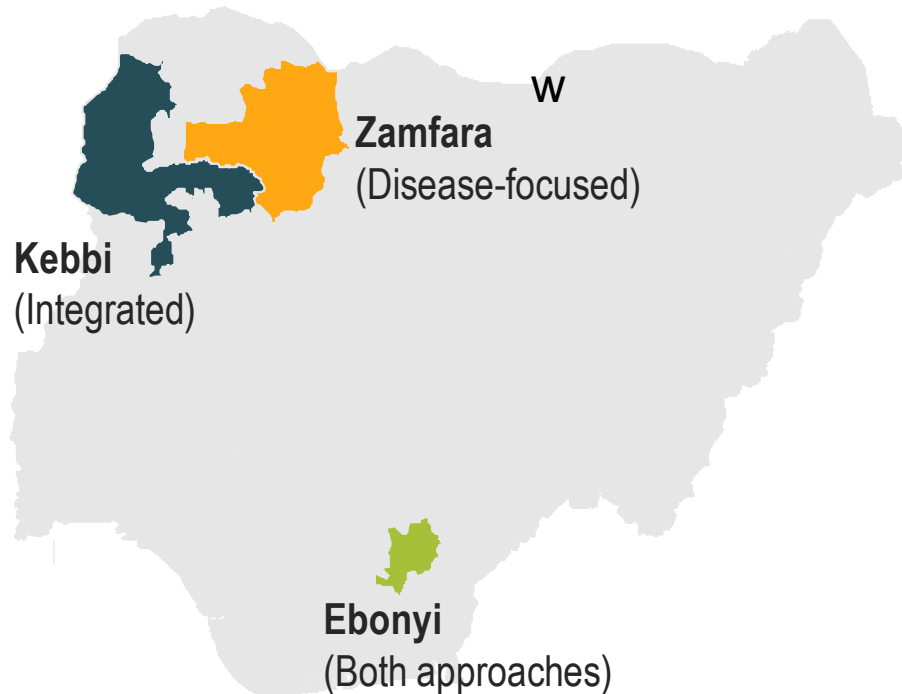 w
Zamfara
(Disease-focused)
Kebbi
(Integrated)
Ebonyi
(Both approaches)